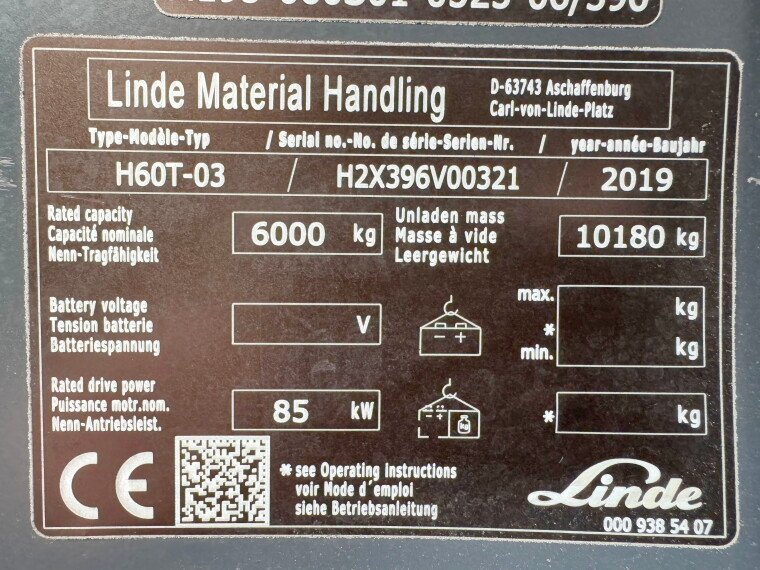 Linde Material Handling
D-63743 Aschaffenburg
Carl-von-Linde-Platz
Type-Modèle-Typ / Serial no.-No. de série-Serien-Nr. / year-année-Baujahr
H60T-03 / H2X396V00321 / 2019
Rated capacity
Capacité nominale
Nenn-Tragfähigkeit
6000 kg
Unladen mass
Masse à vide
Leergewicht
10180 kg
Battery voltage
Tension batterie
Batteriespannung
V
- +
max. kg
*
min. kg
Rated drive power
Puissance motr.nom.
Nenn-Antriebsleist.
85 kW
kg
* kg
CE
* see Operating instructions
voir Mode d'emploi
siehe Betriebsanleitung
Linde
000 938 54 07